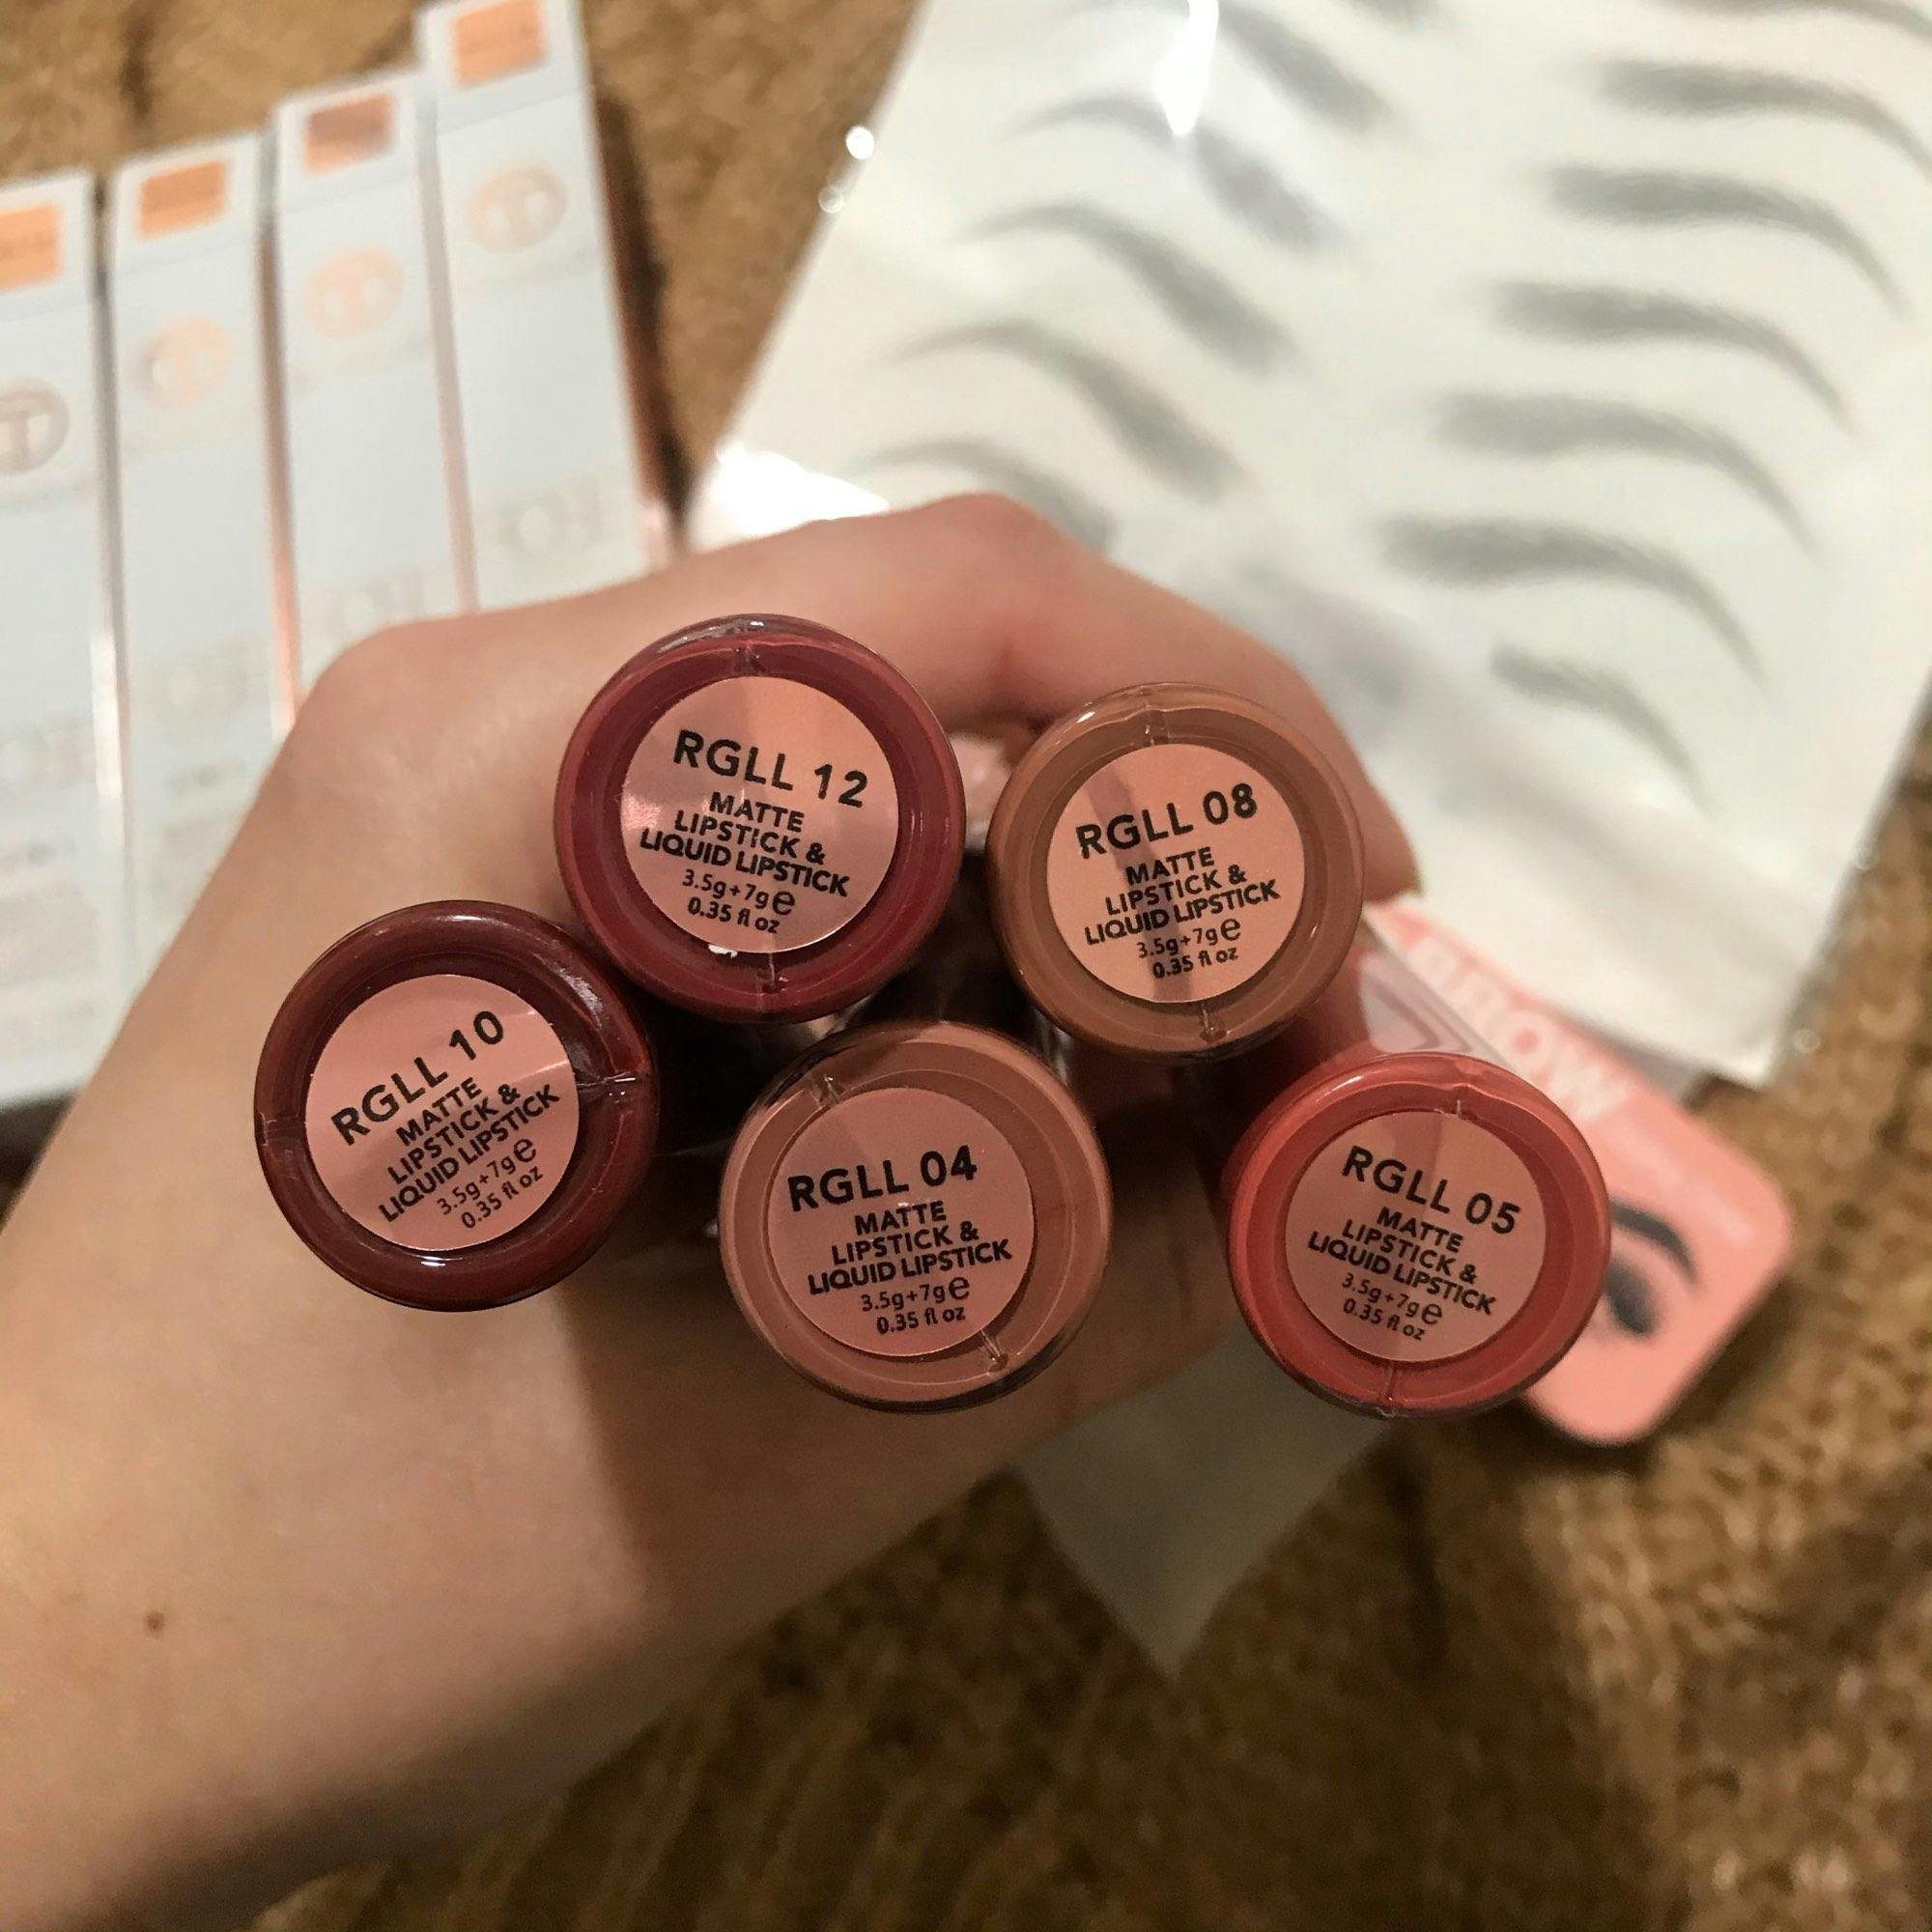 RGLL 12
MATTE
LIPSTICK &
LIQUID LIPSTICK
3.5g+7g℮
0.35 fl oz
RGLL 08
MATTE
LIPSTICK &
LIQUID LIPSTICK
3.5g+7g℮
0.35 fl oz
RGLL 10
MATTE
LIPSTICK &
LIQUID LIPSTICK
3.5g+7g℮
0.35 fl oz
RGLL 04
MATTE
LIPSTICK &
LIQUID LIPSTICK
3.5g+7g℮
0.35 fl oz
RGLL 05
MATTE
LIPSTICK &
LIQUID LIPSTICK
3.5g+7g℮
0.35 fl oz
BROW